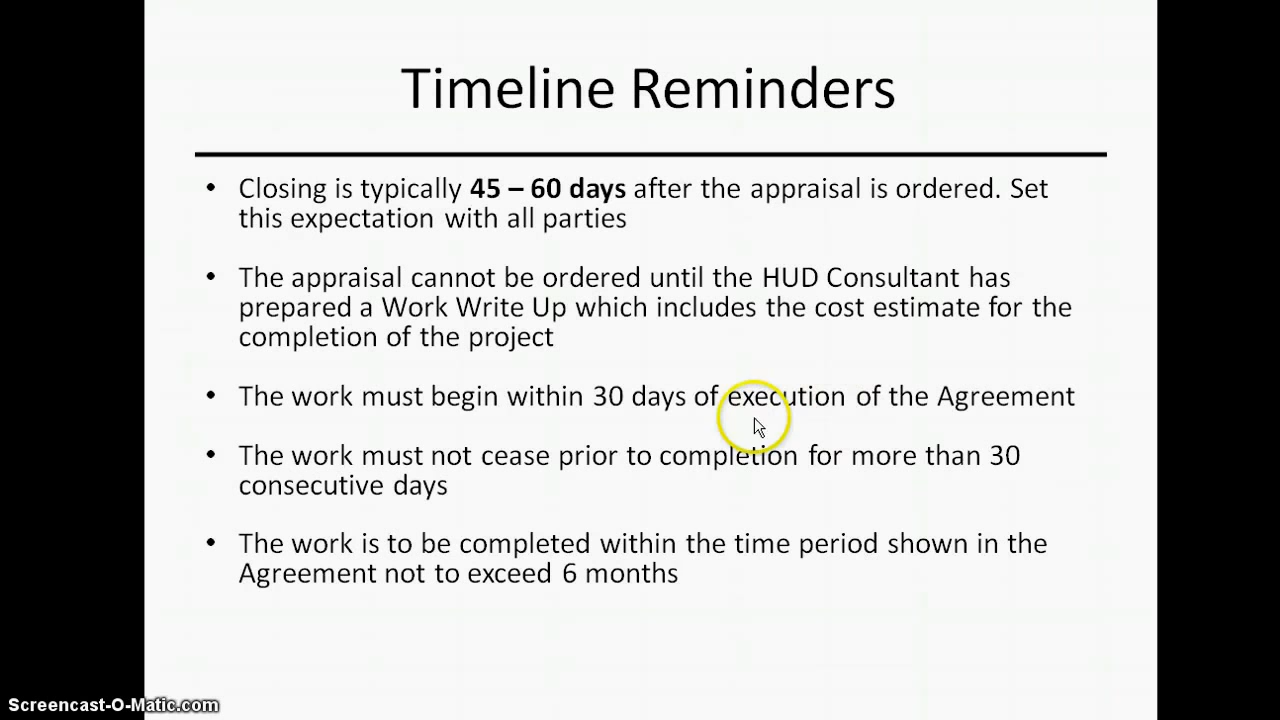 Timeline Reminders
• Closing is typically 45 – 60 days after the appraisal is ordered. Set
this expectation with all parties
• The appraisal cannot be ordered until the HUD Consultant has
prepared a Work Write Up which includes the cost estimate for the
completion of the project
• The work must begin within 30 days of execution of the Agreement
• The work must not cease prior to completion for more than 30
consecutive days
• The work is to be completed within the time period shown in the
Agreement not to exceed 6 months
Screencast-O-Matic.com